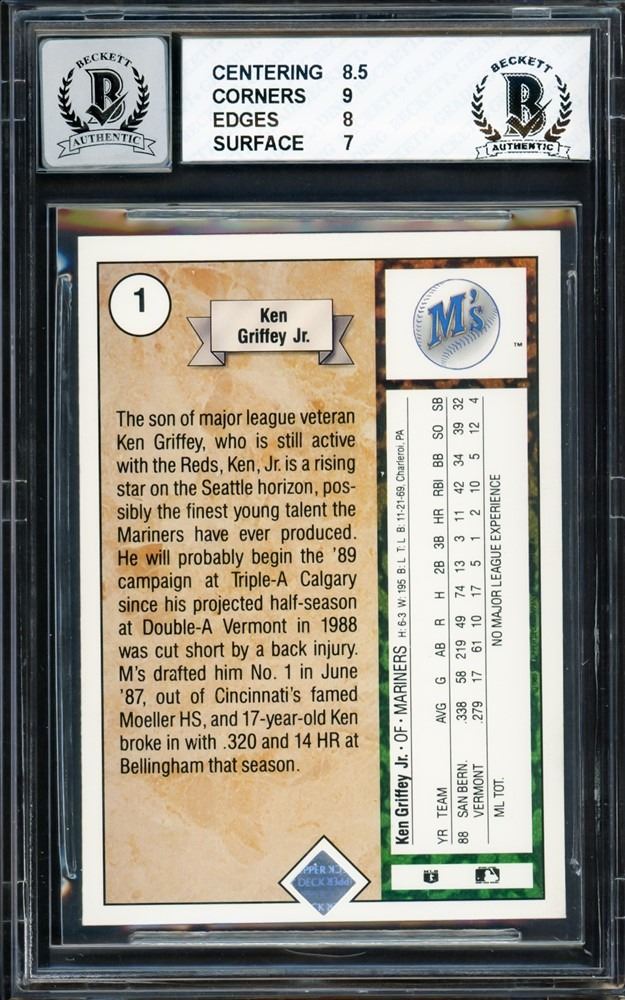 BECKETT
B
AUTHENTIC
CENTERING 8.5
CORNERS 9
EDGES 8
SURFACE 7
BECKETT
B
AUTHENTIC
1
Ken
Griffey Jr.
The son of major league veteran
Ken Griffey, who is still active
with the Reds, Ken, Jr. is a rising
star on the Seattle horizon, pos-
sibly the finest young talent the
Mariners have ever produced.
He will probably begin the '89
campaign at Triple-A Calgary
since his projected half-season
at Double-A Vermont in 1988
was cut short by a back injury.
M's drafted him No. 1 in June
'87, out of Cincinnati's famed
Moeller HS, and 17-year-old Ken
broke in with .320 and 14 HR at
Bellingham that season.
M's
TM
Ken Griffey Jr. • OF • MARINERS H: 6-3 W: 195 B: L T: L B: 11-21-69, Charleroi, PA
YR TEAM AVG G AB R H 2B 3B HR RBI BB SO SB
88 SAN BERN. .338 58 219 49 74 13 3 11 42 34 39 32
VERMONT .279 17 61 10 17 5 1 2 10 5 12 4
ML TOT. NO MAJOR LEAGUE EXPERIENCE